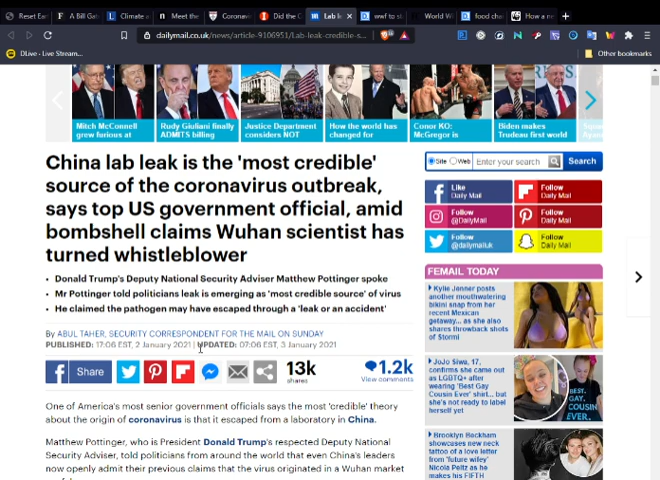 Reset Ear
A Bill Gat
Climate a
Meet the
Coronav
Did the C
Lab le
wwf to sl
World Wi
food cha
How a ne
dailymail.co.uk/news/article-9106951/Lab-leak-credible-s...
DLive - Live Stream...
Other bookmarks
Mitch McConnell grew furious at
Rudy Giuliani finally ADMITS billing
Justice Department considers NOT
How the world has changed for
Conor KO: McGregor is
Biden makes Trudeau first world
China lab leak is the 'most credible'
source of the coronavirus outbreak,
says top US government official, amid
bombshell claims Wuhan scientist has
turned whistleblower
Donald Trump's Deputy National Security Adviser Matthew Pottinger spoke
Mr Pottinger told politicians leak is emerging as 'most credible source' of virus
He claimed the pathogen may have escaped through a 'leak or an accident'
By ABUL TAHER, SECURITY CORRESPONDENT FOR THE MAIL ON SUNDAY
PUBLISHED: 17:06 EST, 2 January 2021 | UPDATED: 07:06 EST, 3 January 2021
Share
13k
shares
1.2k
View comments
One of America's most senior government officials says the most 'credible' theory
about the origin of coronavirus is that it escaped from a laboratory in China.
Matthew Pottinger, who is President Donald Trump's respected Deputy National
Security Adviser, told politicians from around the world that even China's leaders
now openly admit their previous claims that the virus originated in a Wuhan market
Site Web Enter your search Search
Like
Daily Mail
Follow
Daily Mail
Follow
@DailyMail
Follow
Daily Mail
Follow
@dailymailuk
Follow
Daily Mail
FEMAIL TODAY
Kylie Jenner posts
another mouthwatering
bikini snap from her
recent Mexican
getaway... as she also
shares throwback shots
of Stormi
JoJo Siwa, 17,
confirms she came out
as LGBTQ+ after
wearing 'Best Gay
Cousin Ever' shirt... but
she's not ready to label
herself yet
BEST.
GAY.
COUSIN.
EVER.
Brooklyn Beckham
showcases new neck
tattoo of a love letter
from 'future wife'
Nicola Peltz as he
makes his FIFTH